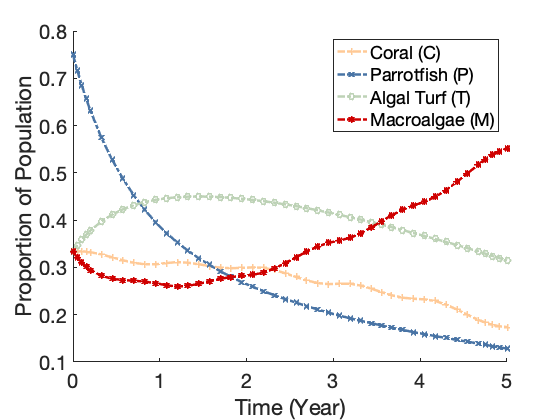 0.8
0.7
0.6
0.5
0.4
0.3
0.2
0.1
Proportion of Population
0 1 2 3 4 5
Time (Year)
Coral (C)
Parrotfish (P)
Algal Turf (T)
Macroalgae (M)